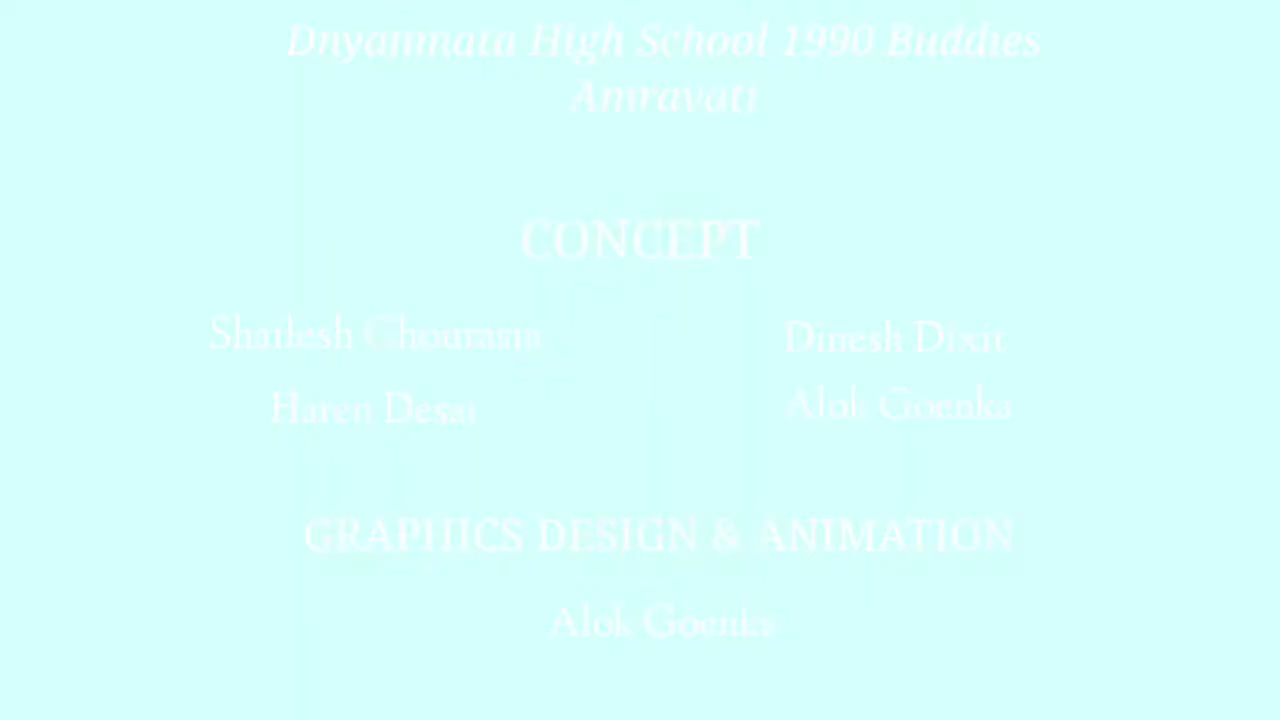 Dnyanmata High School 1990 Buddies
Amravati
CONCEPT
Shailesh Chourasia
Dinesh Dixit
Haren Desai
Alok Goenka
GRAPHICS DESIGN & ANIMATION
Alok Goenka